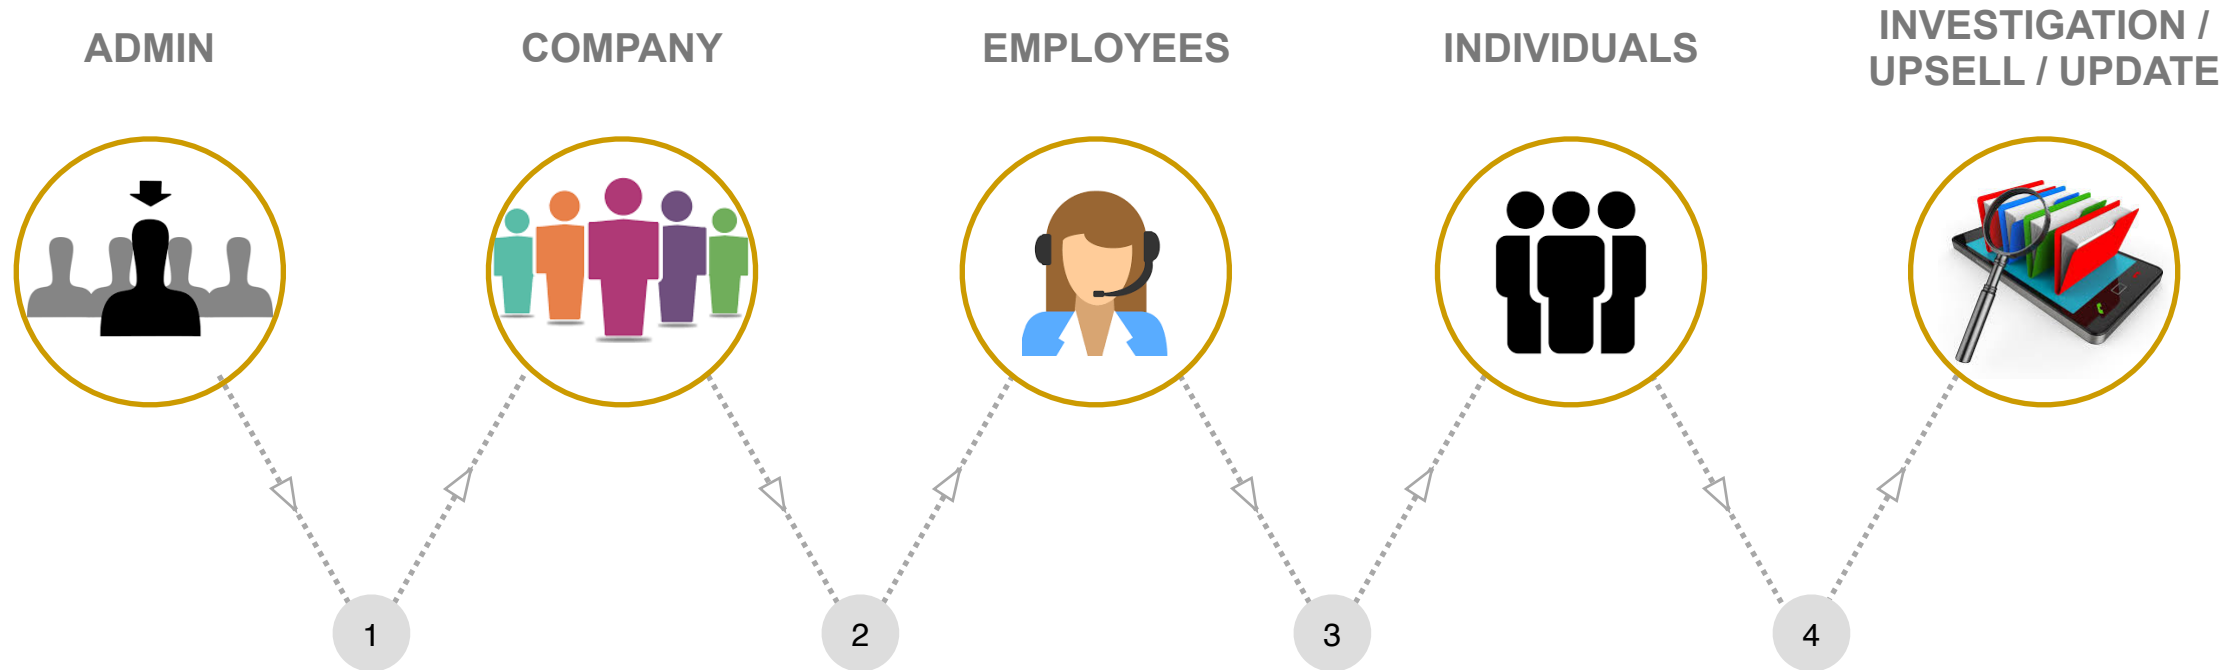 ADMIN
COMPANY
EMPLOYEES
INDIVIDUALS
INVESTIGATION /
UPSELL / UPDATE
1
2
3
4